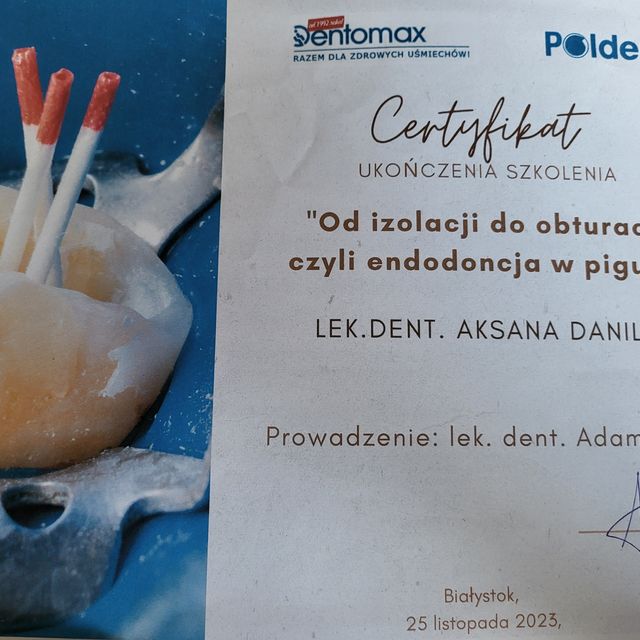 od 1992 roku!
Dentomax
RAZEM DLA ZDROWYCH UŚMIECHÓW!
Polde
Certyfikat
UKOŃCZENIA SZKOLENIA
"Od izolacji do obturac
czyli endodoncja w pigu
LEK.DENT. AKSANA DANIL
Prowadzenie: lek. dent. Adam
Białystok,
25 listopada 2023,